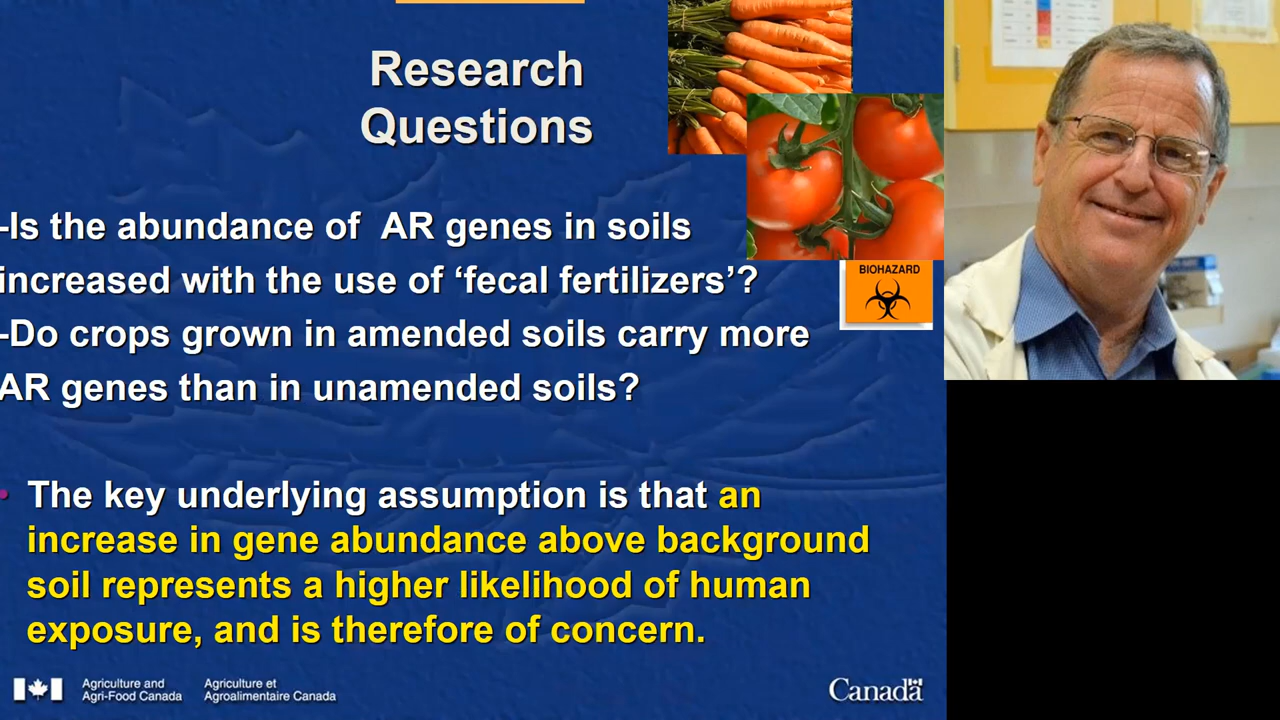 Research
Questions
-Is the abundance of  AR genes in soils
increased with the use of ‘fecal fertilizers’?
-Do crops grown in amended soils carry more
AR genes than in unamended soils?
• The key underlying assumption is that an
increase in gene abundance above background
soil represents a higher likelihood of human
exposure, and is therefore of concern.
BIOHAZARD
Agriculture and
Agri-Food Canada
Agriculture et
Agroalimentaire Canada
Canada